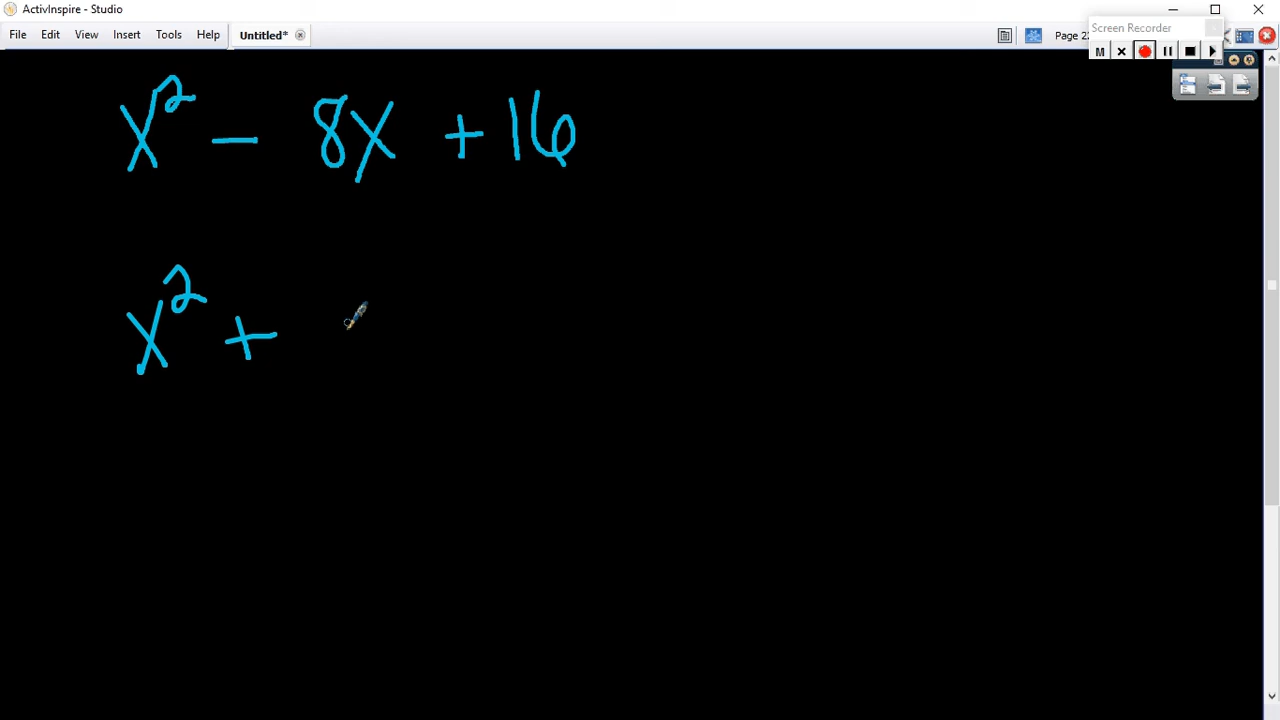 ActivInspire - Studio
File Edit View Insert Tools Help Untitled*
Screen Recorder
M
x² - 8x + 16
x² +